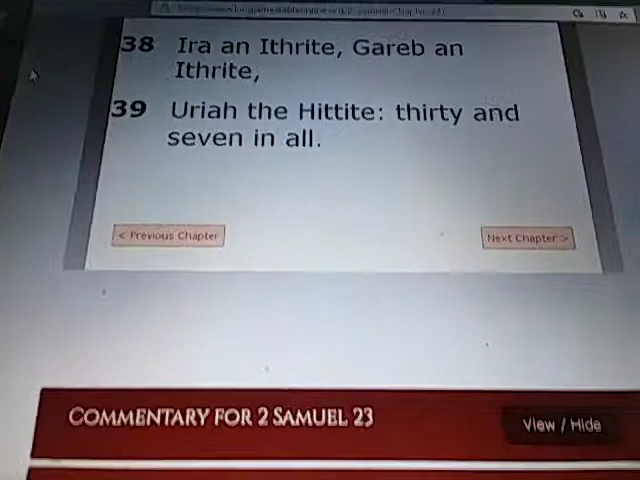 38 Ira an Ithrite, Gareb an
Ithrite,
39 Uriah the Hittite: thirty and
seven in all.
< Previous Chapter
Next Chapter >
COMMENTARY FOR 2 SAMUEL 23
View / Hide